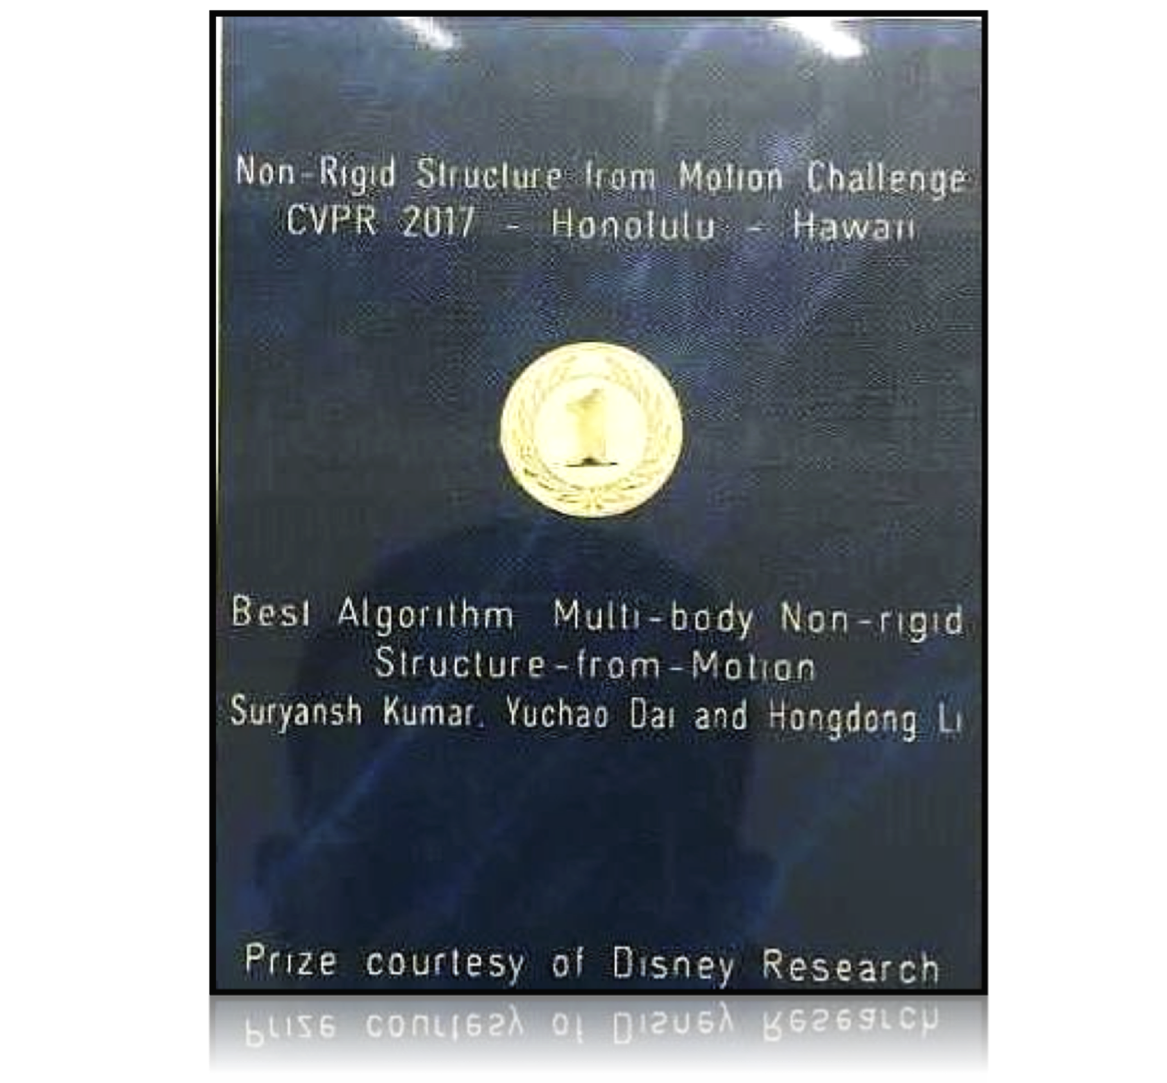 Non-Rigid Structure from Motion Challenge
CVPR 2017 - Honolulu - Hawaii
1
Best Algorithm Multi-body Non-rigid
Structure-from-Motion
Suryansh Kumar, Yuchao Dai and Hongdong Li
Prize courtesy of Disney Research